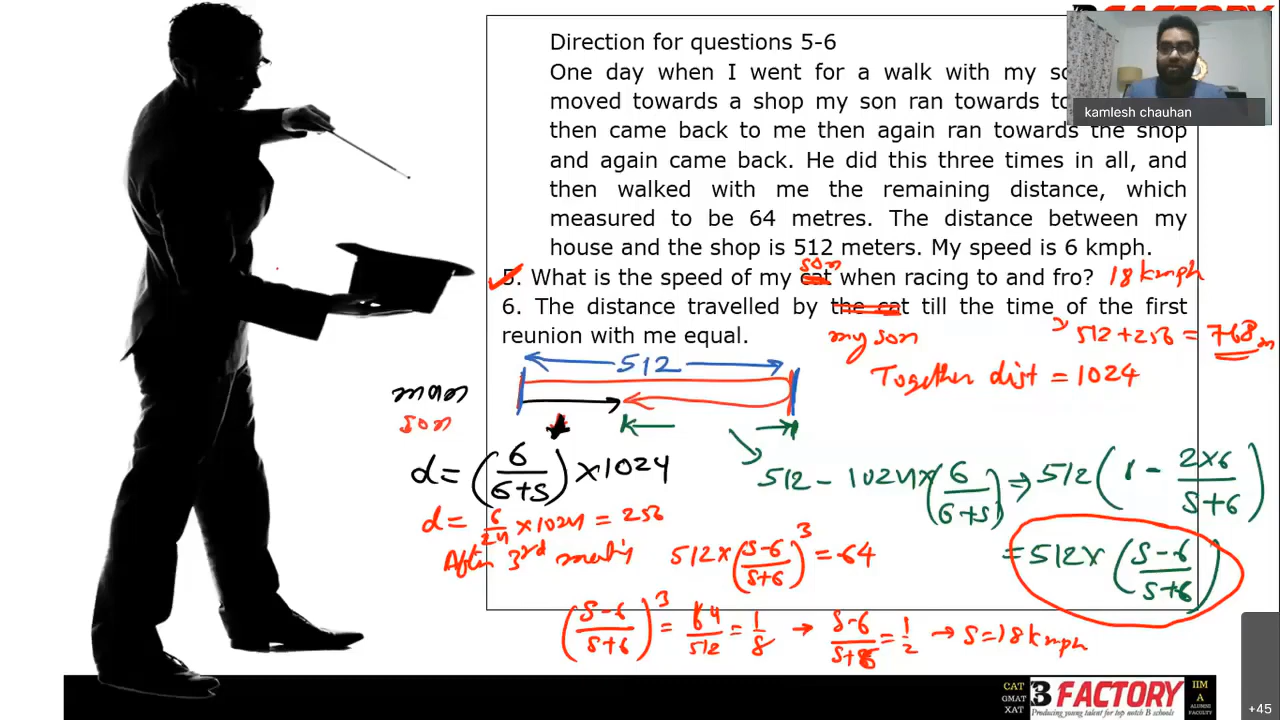 FACTORY
Direction for questions 5-6
One day when I went for a walk with my
moved towards a shop my son ran towards
then came back to me then again ran towards the shop
and again came back. He did this three times in all, and
then walked with me the remaining distance, which
measured to be 64 metres. The distance between my
house and the shop is 512 meters. My speed is 6 kmph.
kamlesh chauhan
son
5. What is the speed of my cat when racing to and fro? 18 kmph
6. The distance travelled by the cat till the time of the first
reunion with me equal.
my son
512+256 = 768 m
Together dist = 1024
512
man
son
d = (6/6+s) × 1024
512 - 1024 × (6/6+s) ⇒ 512 (1 - 2×6/s+6)
d = 6/24 × 1024 = 256
= 512 × (s-6/s+6)
After 3rd meeting 512 × (s-6/s+6)³ = 64
(s-6/s+6)³ = 64/512 = 1/8 → s-6/s+6 = 1/2 → s = 18 kmph
CAT
GMAT
XAT
B FACTORY
Producing young talent for top notch B schools
IIM
A
ALUMNI
FACULTY
+45